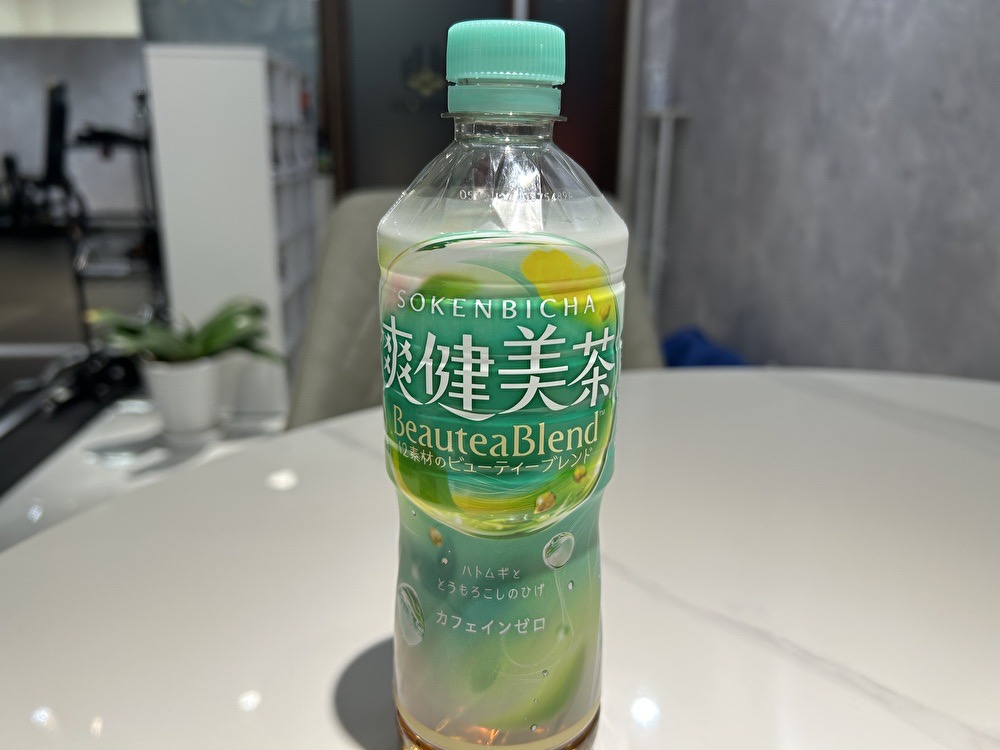 SOKENBICHA
爽健美茶
BeauteaBlend™
12素材のビューティーブレンド
ハトムギと
とうもろこしのひげ
カフェインゼロ